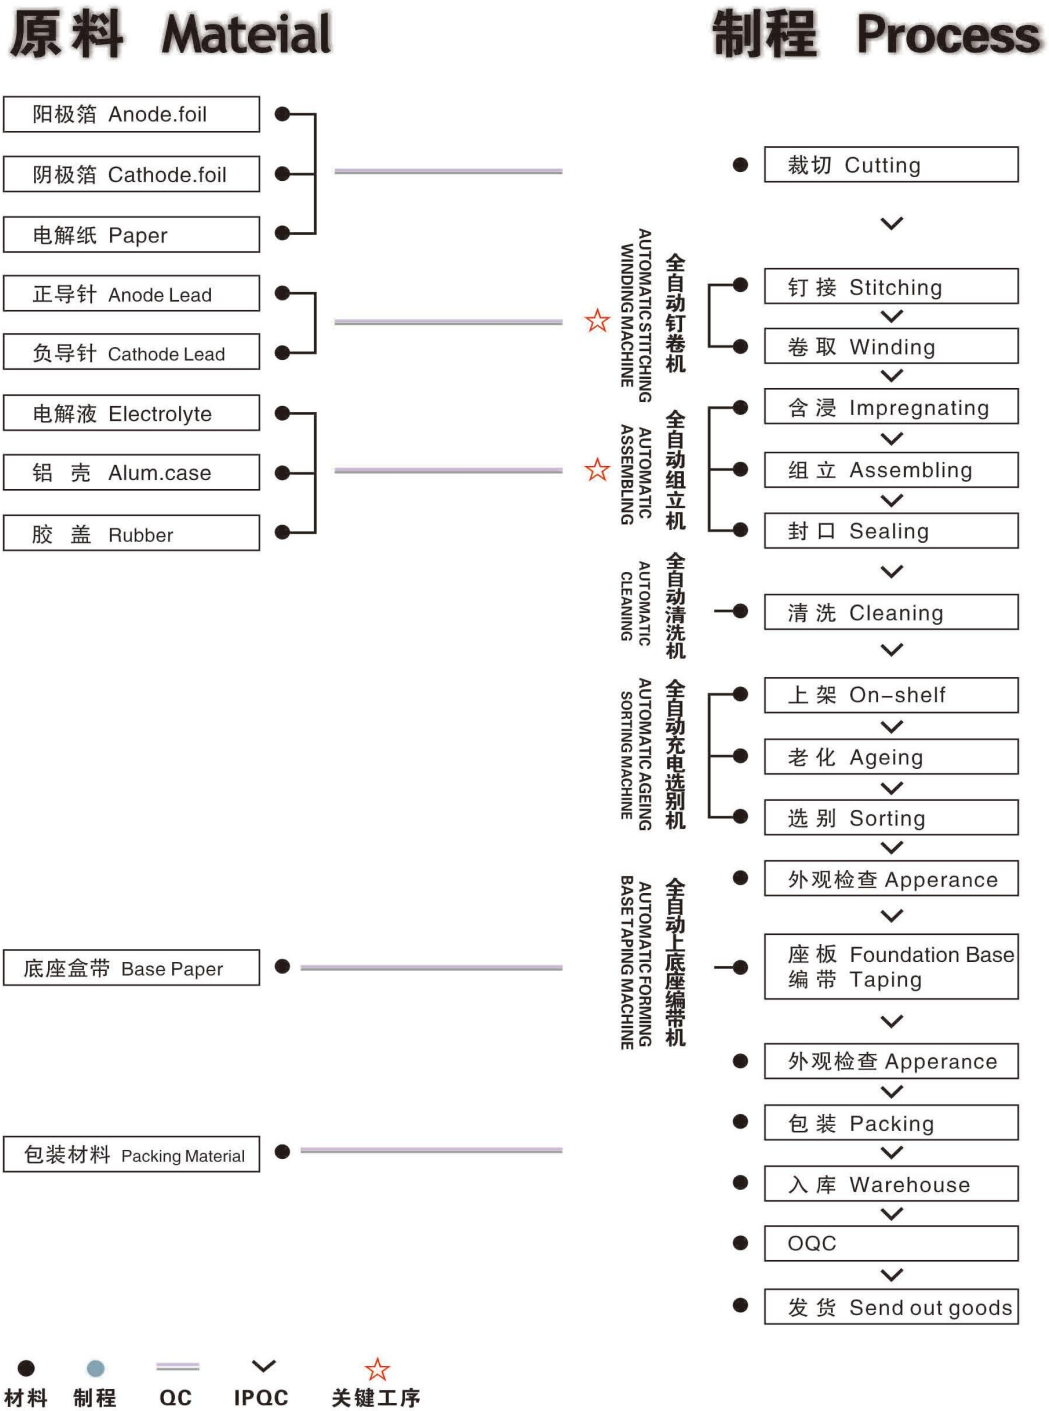 原料 Mateial
制程 Process
阳极箔 Anode.foil
阴极箔 Cathode.foil
电解纸 Paper
正导针 Anode Lead
负导针 Cathode Lead
电解液 Electrolyte
铝 壳 Alum.case
胶 盖 Rubber
底座盒带 Base Paper
包装材料 Packing Material
全自动钉卷机
AUTOMATIC STITCHING
WINDING MACHINE
全自动组立机
AUTOMATIC
ASSEMBLING
全自动清洗机
AUTOMATIC
CLEANING
全自动充电选别机
AUTOMATIC AGEING
SORTING MACHINE
全自动上底座编带机
AUTOMATIC FORMING
BASE TAPING MACHINE
裁切 Cutting
钉 接 Stitching
卷 取 Winding
含 浸 Impregnating
组 立 Assembling
封 口 Sealing
清 洗 Cleaning
上 架 On-shelf
老 化 Ageing
选 别 Sorting
外观检查 Apperance
座 板 Foundation Base
编 带 Taping
外观检查 Apperance
包 装 Packing
入 库 Warehouse
OQC
发 货 Send out goods
材料 制程 QC IPQC 关键工序